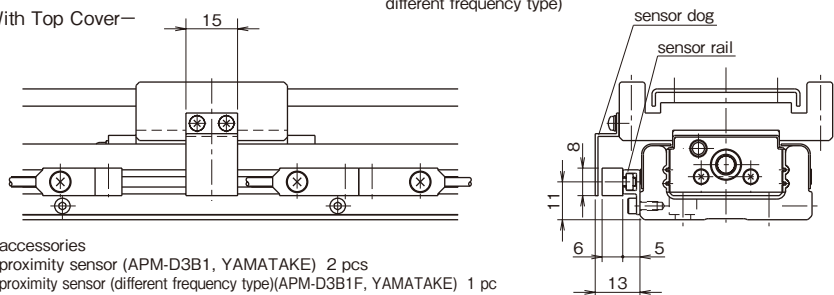 With Top Cover－
different frequency type)
15
sensor dog
sensor rail
8
11
6
5
13
accessories
proximity sensor (APM-D3B1, YAMATAKE) 2 pcs
proximity sensor (different frequency type)(APM-D3B1F, YAMATAKE) 1 pc